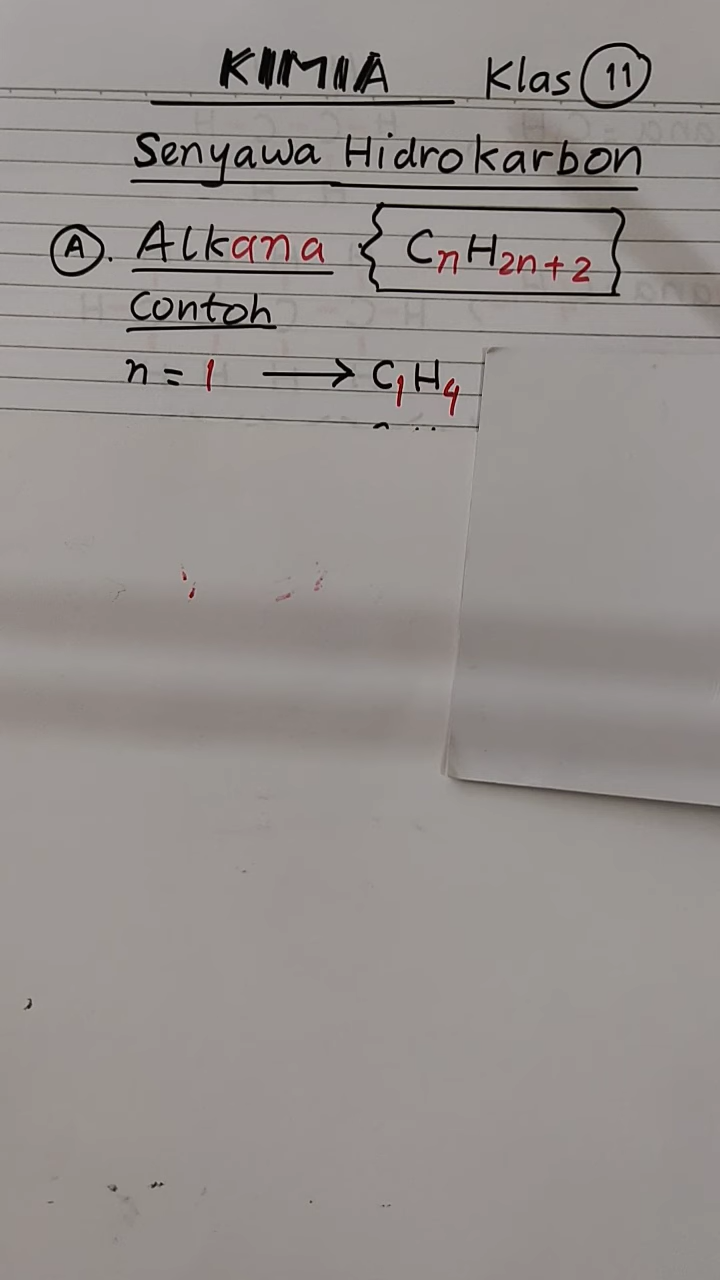 KIMIA Klas 11
Senyawa Hidrokarbon
A. Alkana { CnH2n+2 }
Contoh
n = 1 → C1H4